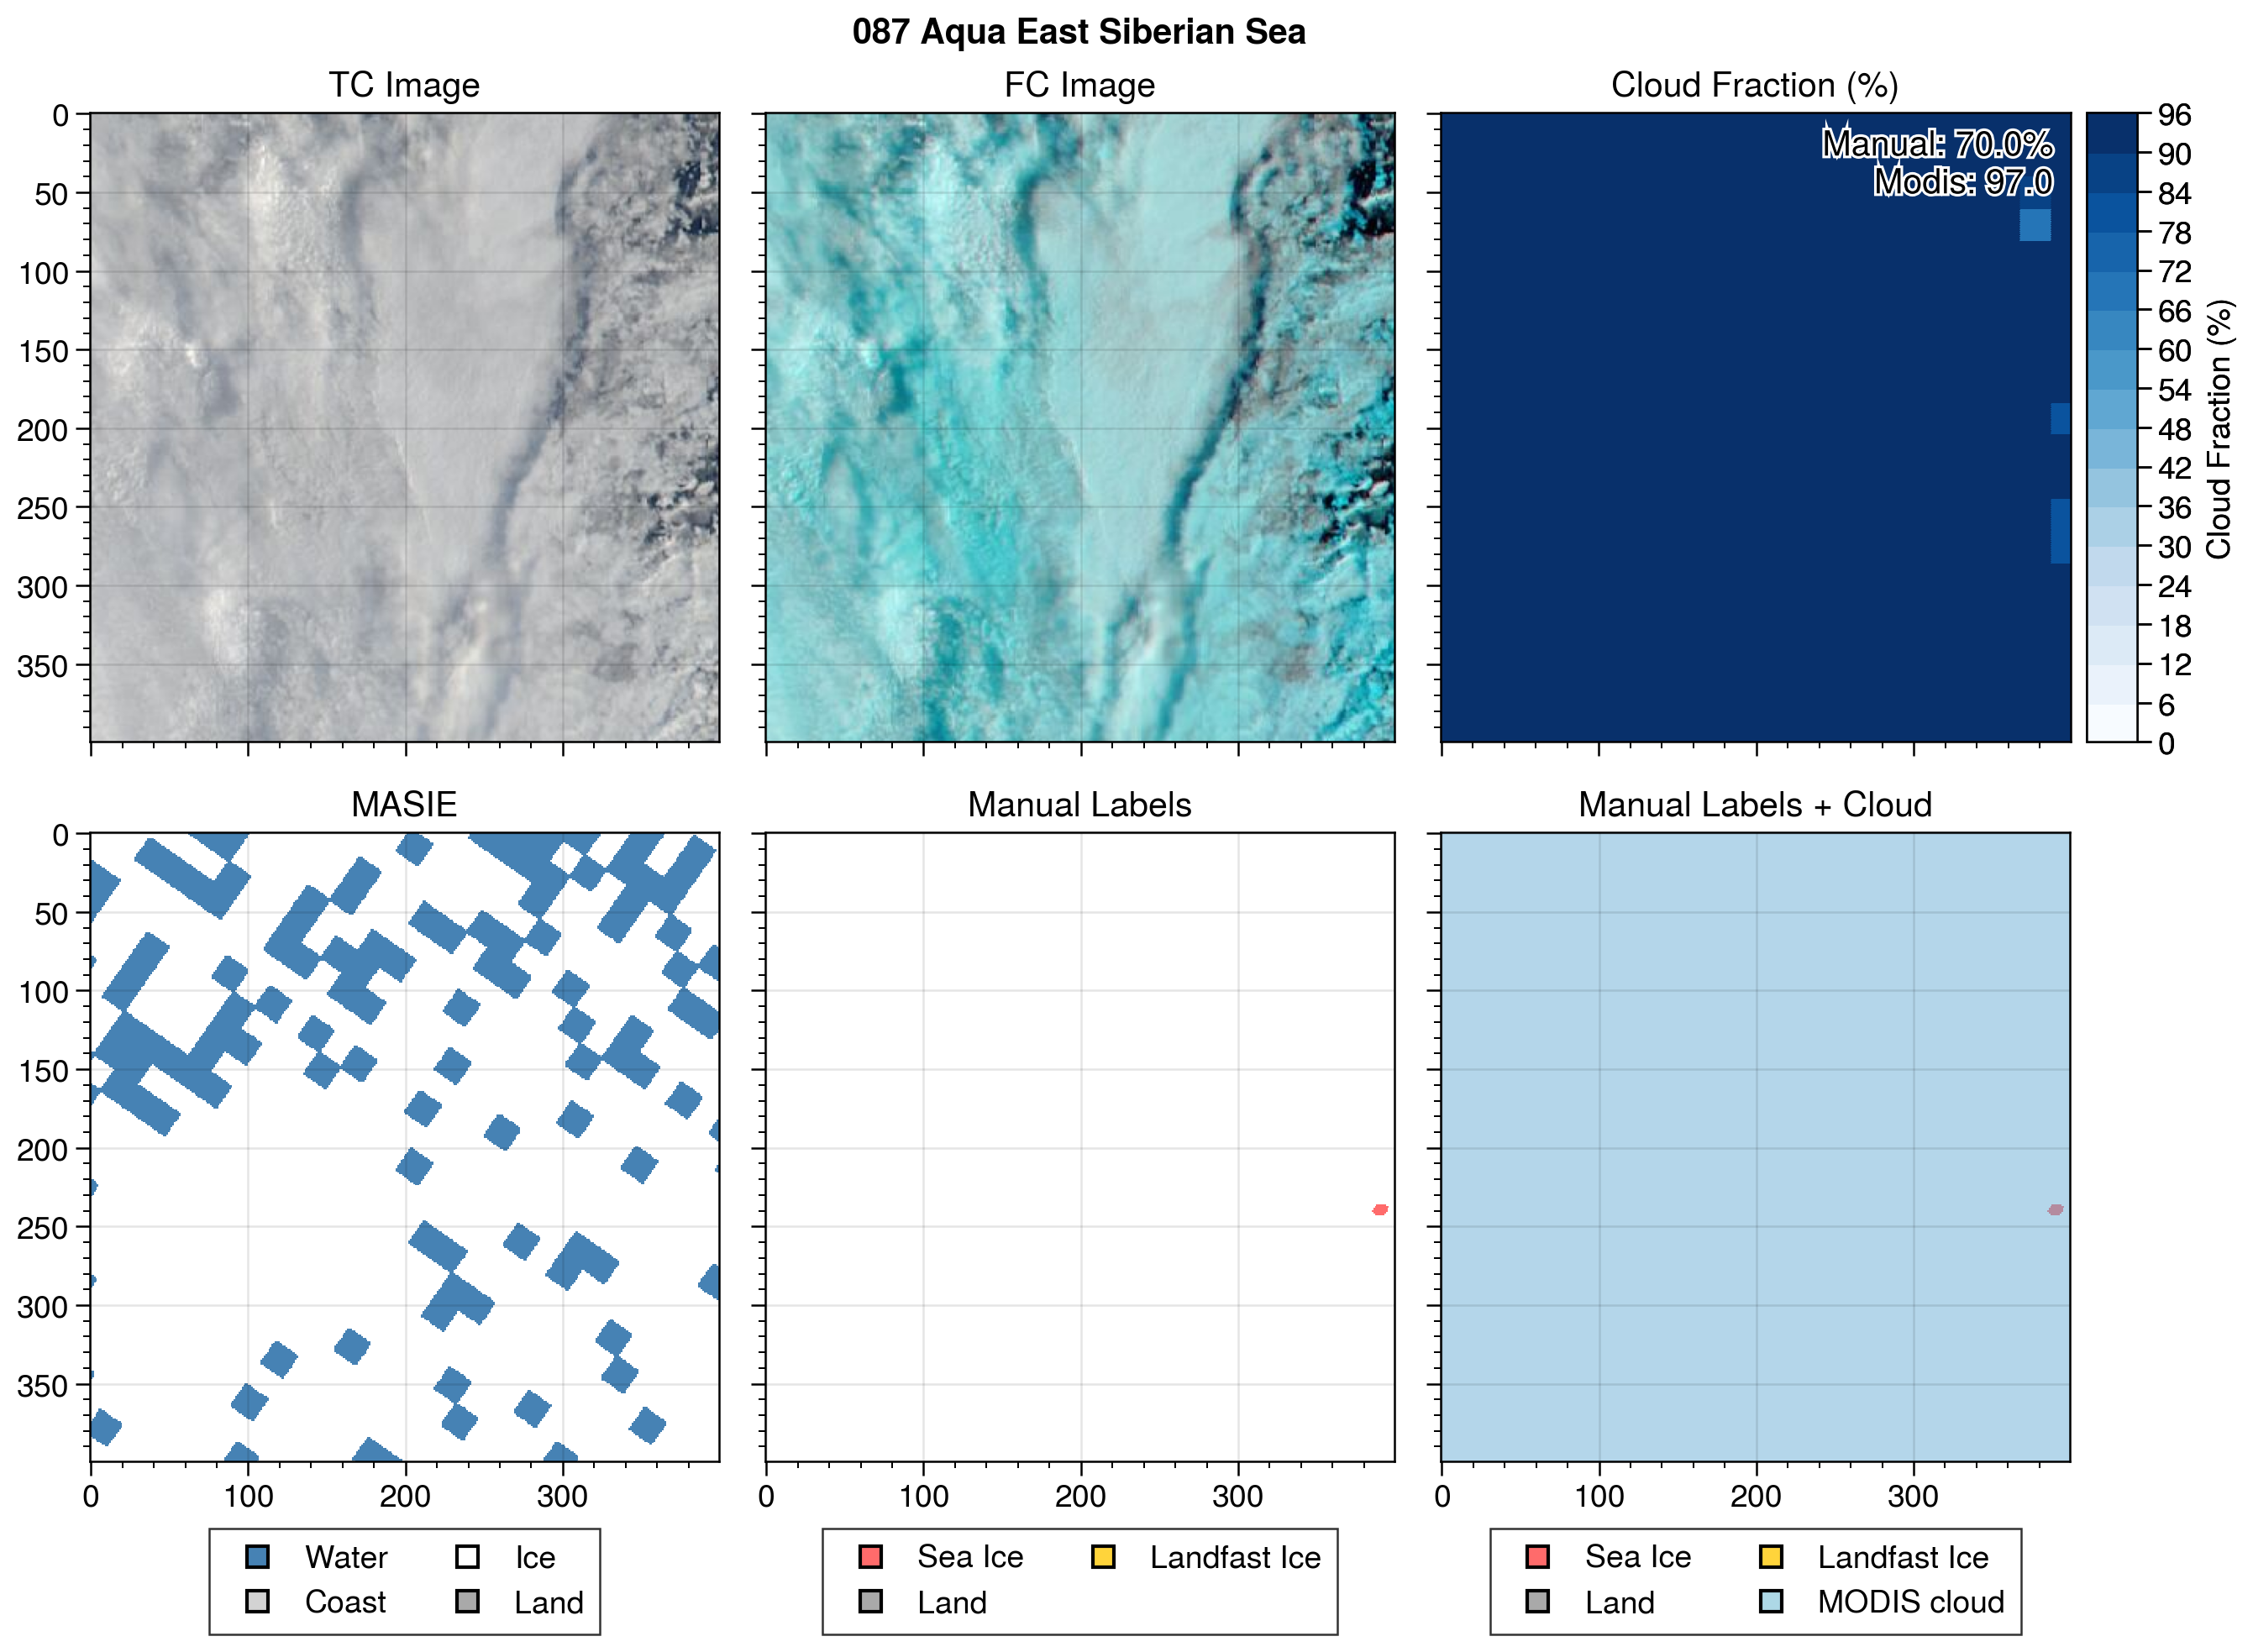 087 Aqua East Siberian Sea
TC Image
FC Image
Cloud Fraction (%)
0
50
100
150
200
250
300
350
Manual: 70.0%
Modis: 97.0
96
90
84
78
72
66
60
54
48
42
36
30
24
18
12
6
0
Cloud Fraction (%)
MASIE
Manual Labels
Manual Labels + Cloud
0
50
100
150
200
250
300
350
0 100 200 300
0 100 200 300
0 100 200 300
Water Ice
Coast Land
Sea Ice Landfast Ice
Land
Sea Ice Landfast Ice
Land MODIS cloud